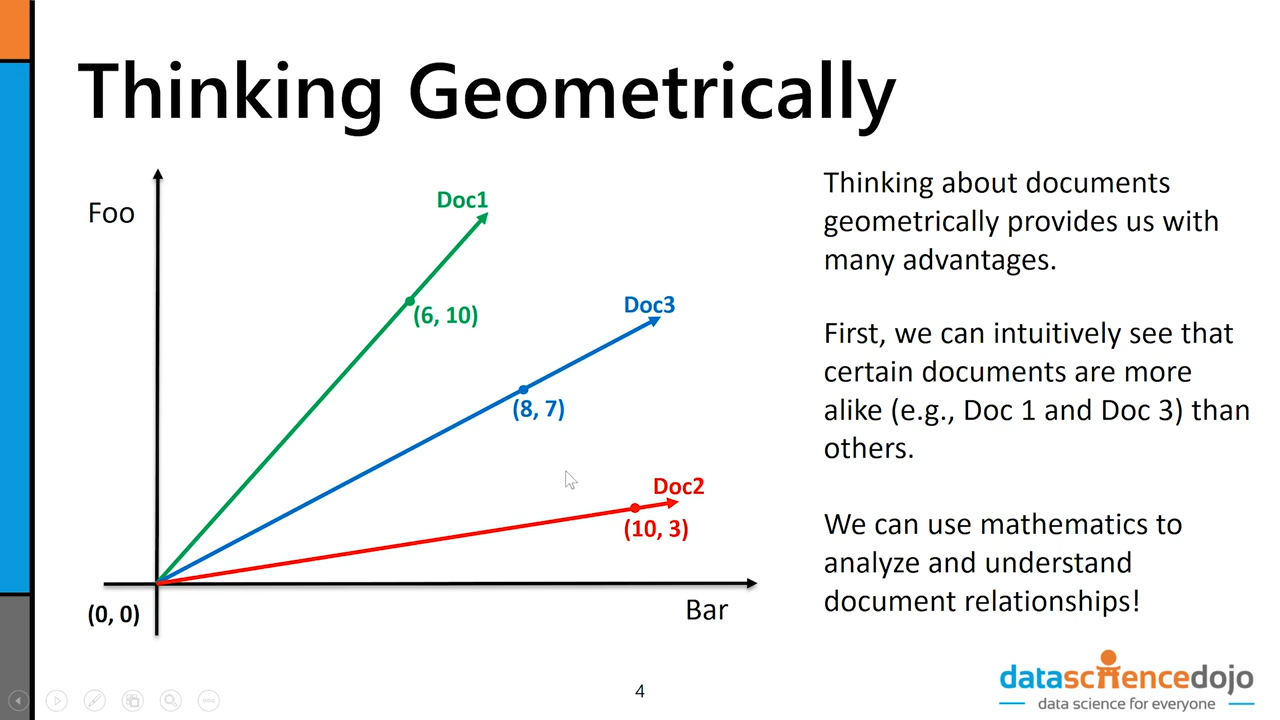 Thinking Geometrically
Foo
Doc1
(6, 10)
Doc3
(8, 7)
Doc2
(10, 3)
(0, 0)
Bar
Thinking about documents
geometrically provides us with
many advantages.
First, we can intuitively see that
certain documents are more
alike (e.g., Doc 1 and Doc 3) than
others.
We can use mathematics to
analyze and understand
document relationships!
4
datasciencedojo
data science for everyone